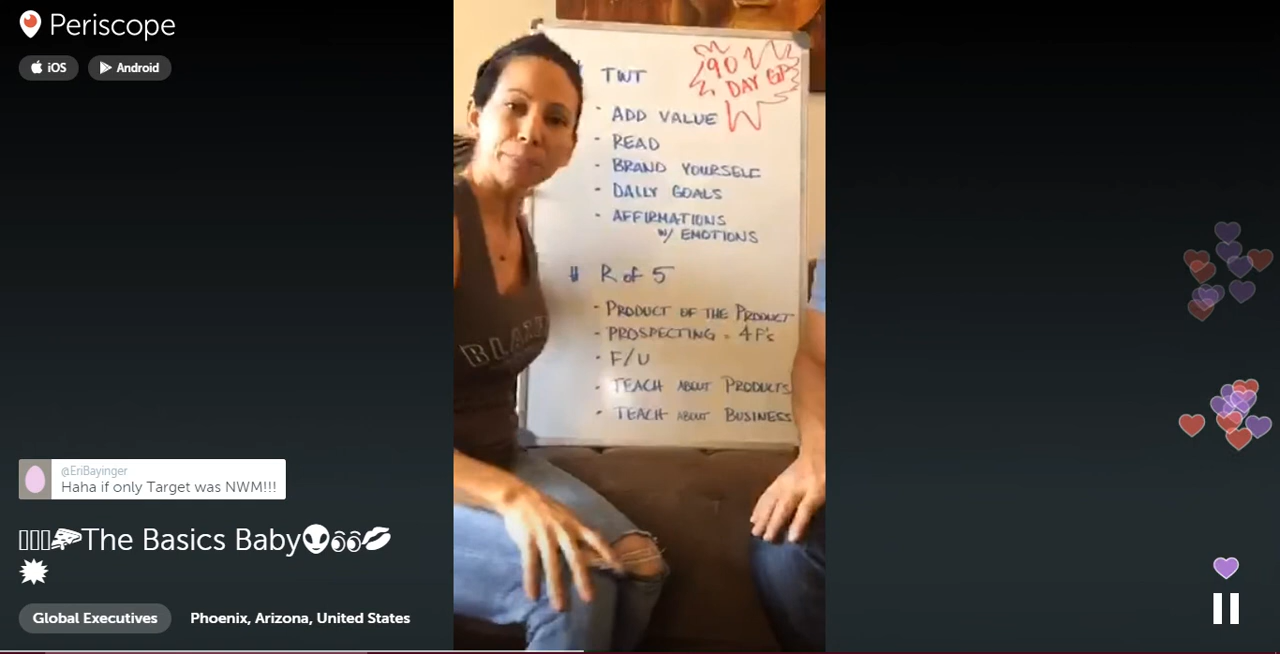 Periscope
iOS
Android
TWT
90
DAY GP
- ADD VALUE
- READ
- BRAND YOURSELF
- DAILY GOALS
- AFFIRMATIONS
W/ EMOTIONS
# R of 5
- PRODUCT OF THE PRODUCT
- PROSPECTING = 4 F's
- F/U
- TEACH ABOUT PRODUCTS
- TEACH ABOUT BUSINESS
@EriBayinger
Haha if only Target was NWM!!!
The Basics Baby
Global Executives
Phoenix, Arizona, United States